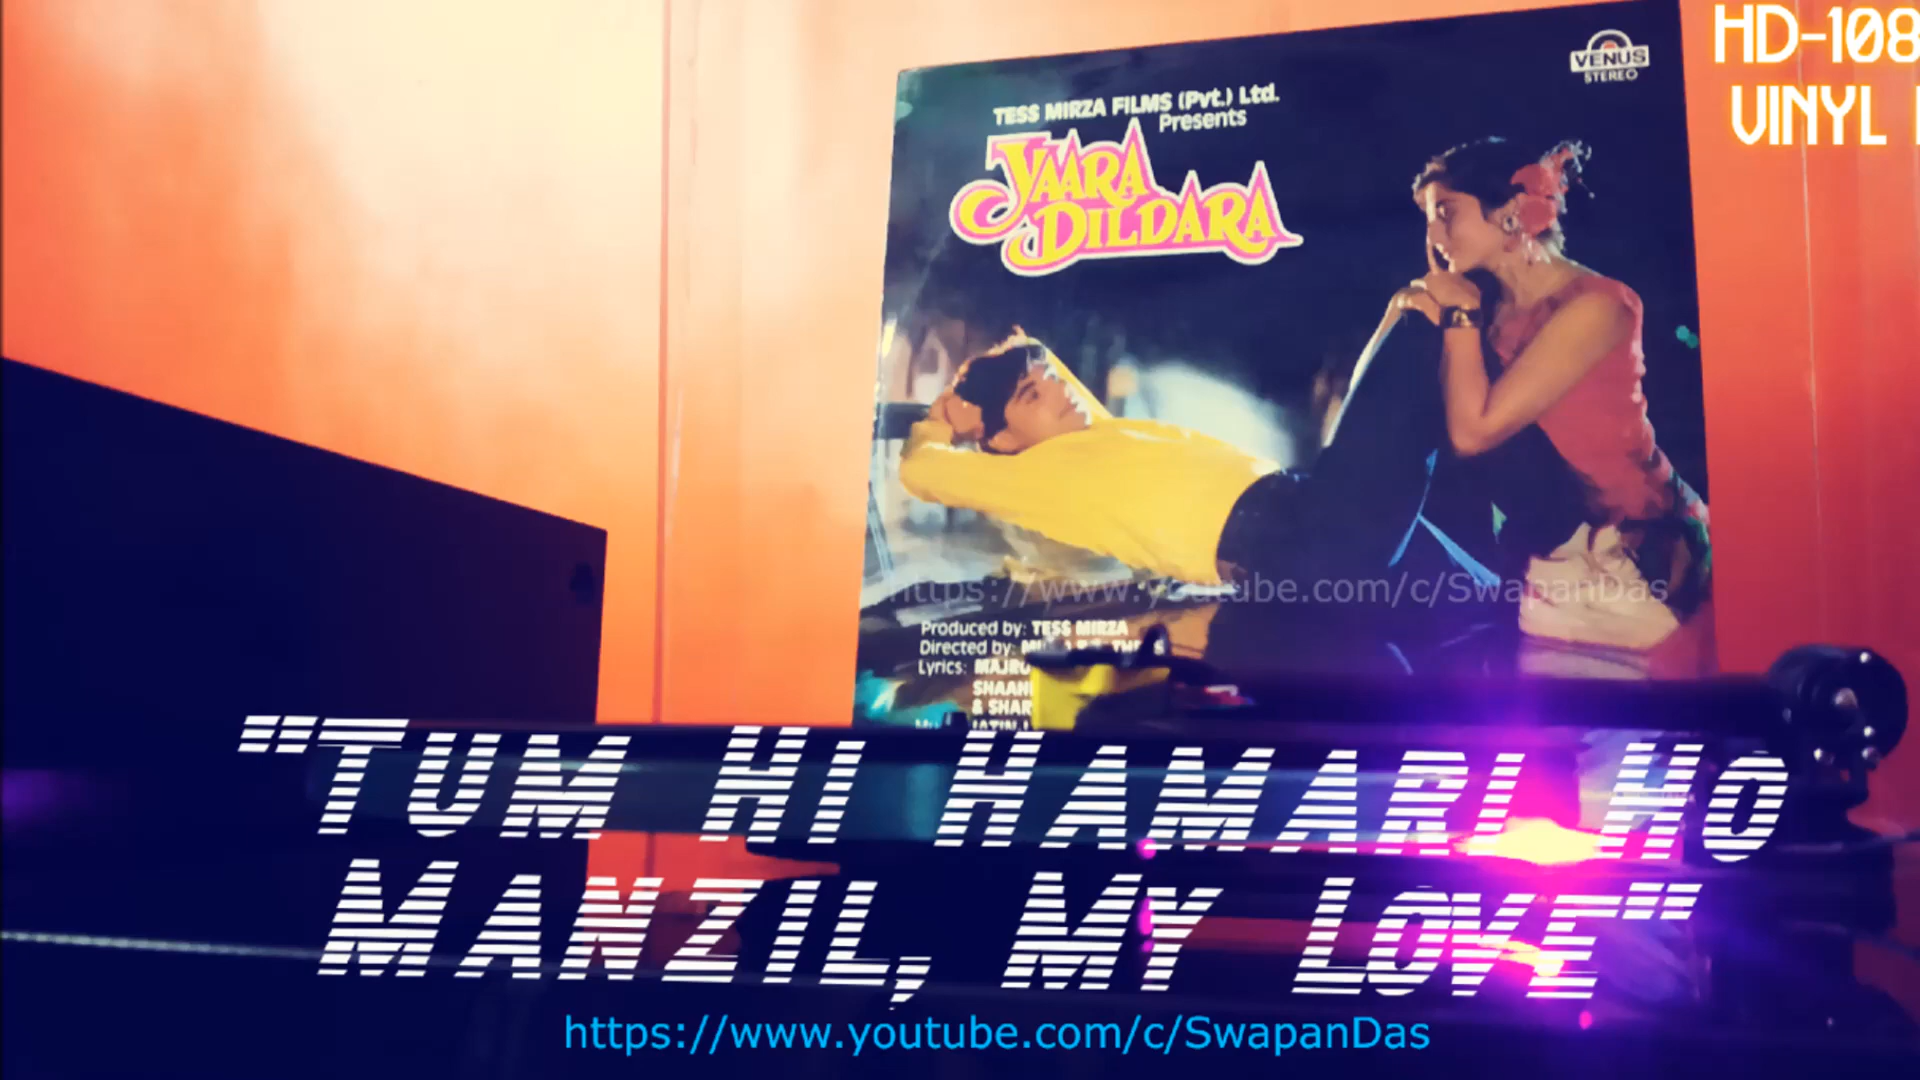 HD-108
VINYL
VENUS
STEREO
TESS MIRZA FILMS (Pvt.) Ltd.
Presents
YAARA
DILDARA
https://www.youtube.com/c/SwapanDas
Produced by: TESS MIRZA
Directed by:
Lyrics:
"TUM HI HAMARI HO
MANZIL, MY LOVE"
https://www.youtube.com/c/SwapanDas